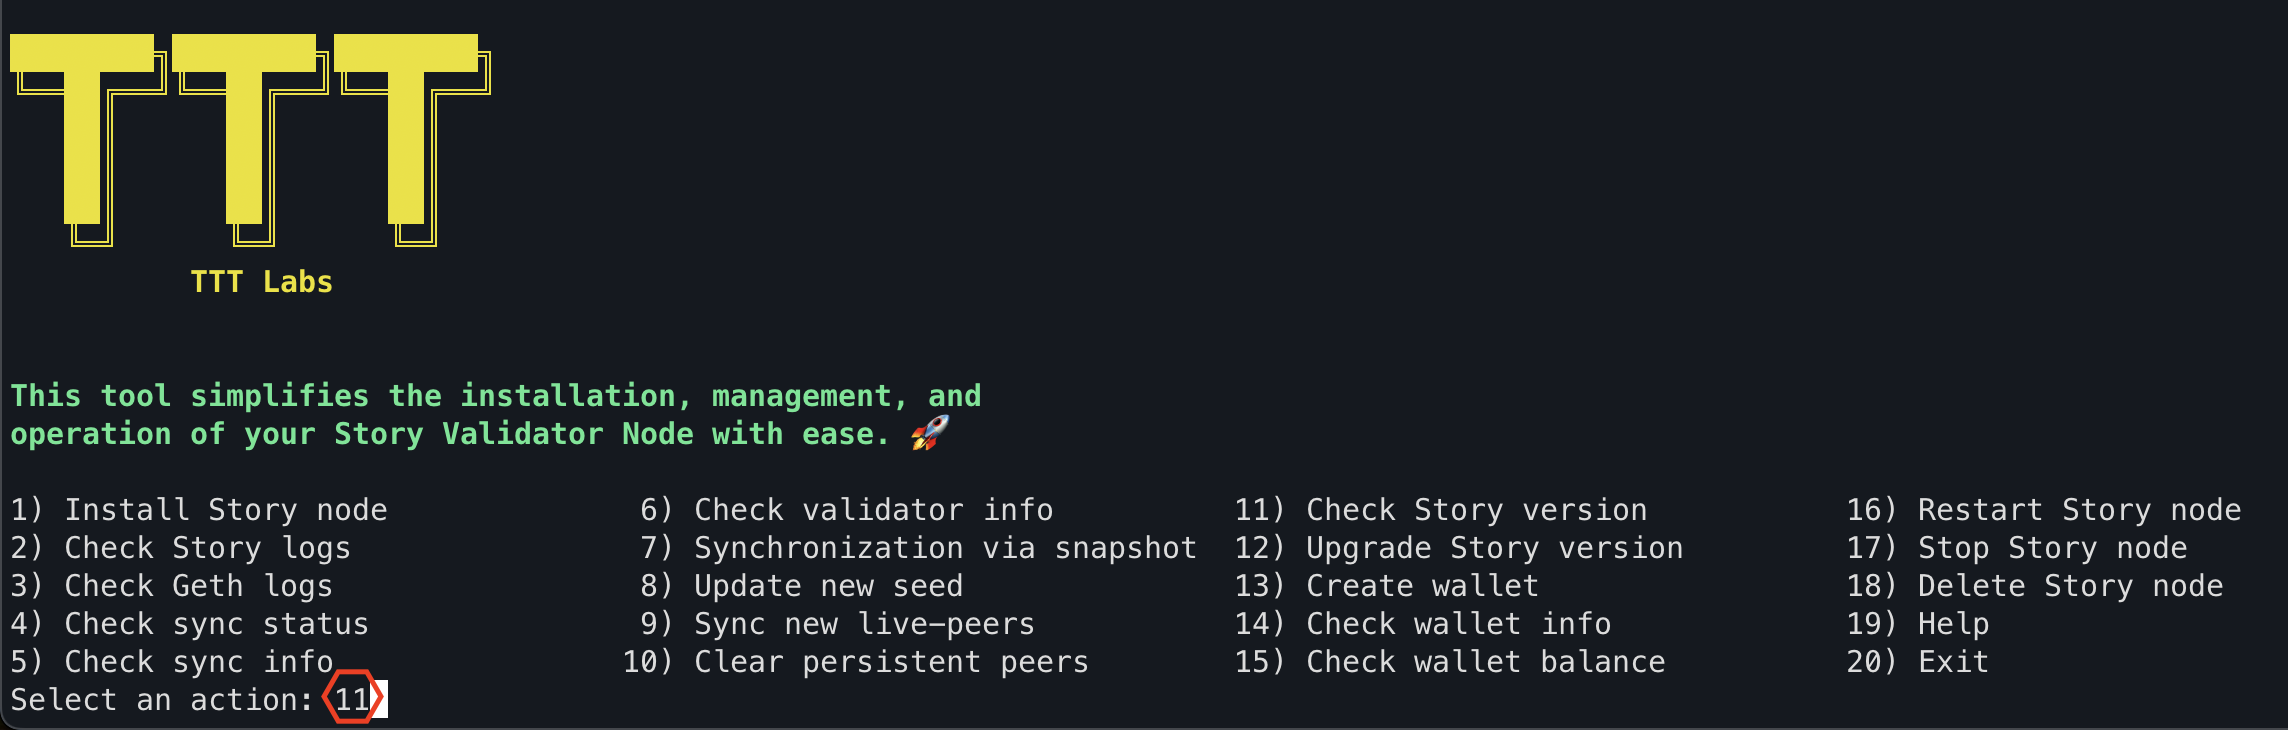 TTT
TTT Labs
This tool simplifies the installation, management, and
operation of your Story Validator Node with ease. 🚀
1) Install Story node 6) Check validator info 11) Check Story version 16) Restart Story node
2) Check Story logs 7) Synchronization via snapshot 12) Upgrade Story version 17) Stop Story node
3) Check Geth logs 8) Update new seed 13) Create wallet 18) Delete Story node
4) Check sync status 9) Sync new live-peers 14) Check wallet info 19) Help
5) Check sync info 10) Clear persistent peers 15) Check wallet balance 20) Exit
Select an action: 11